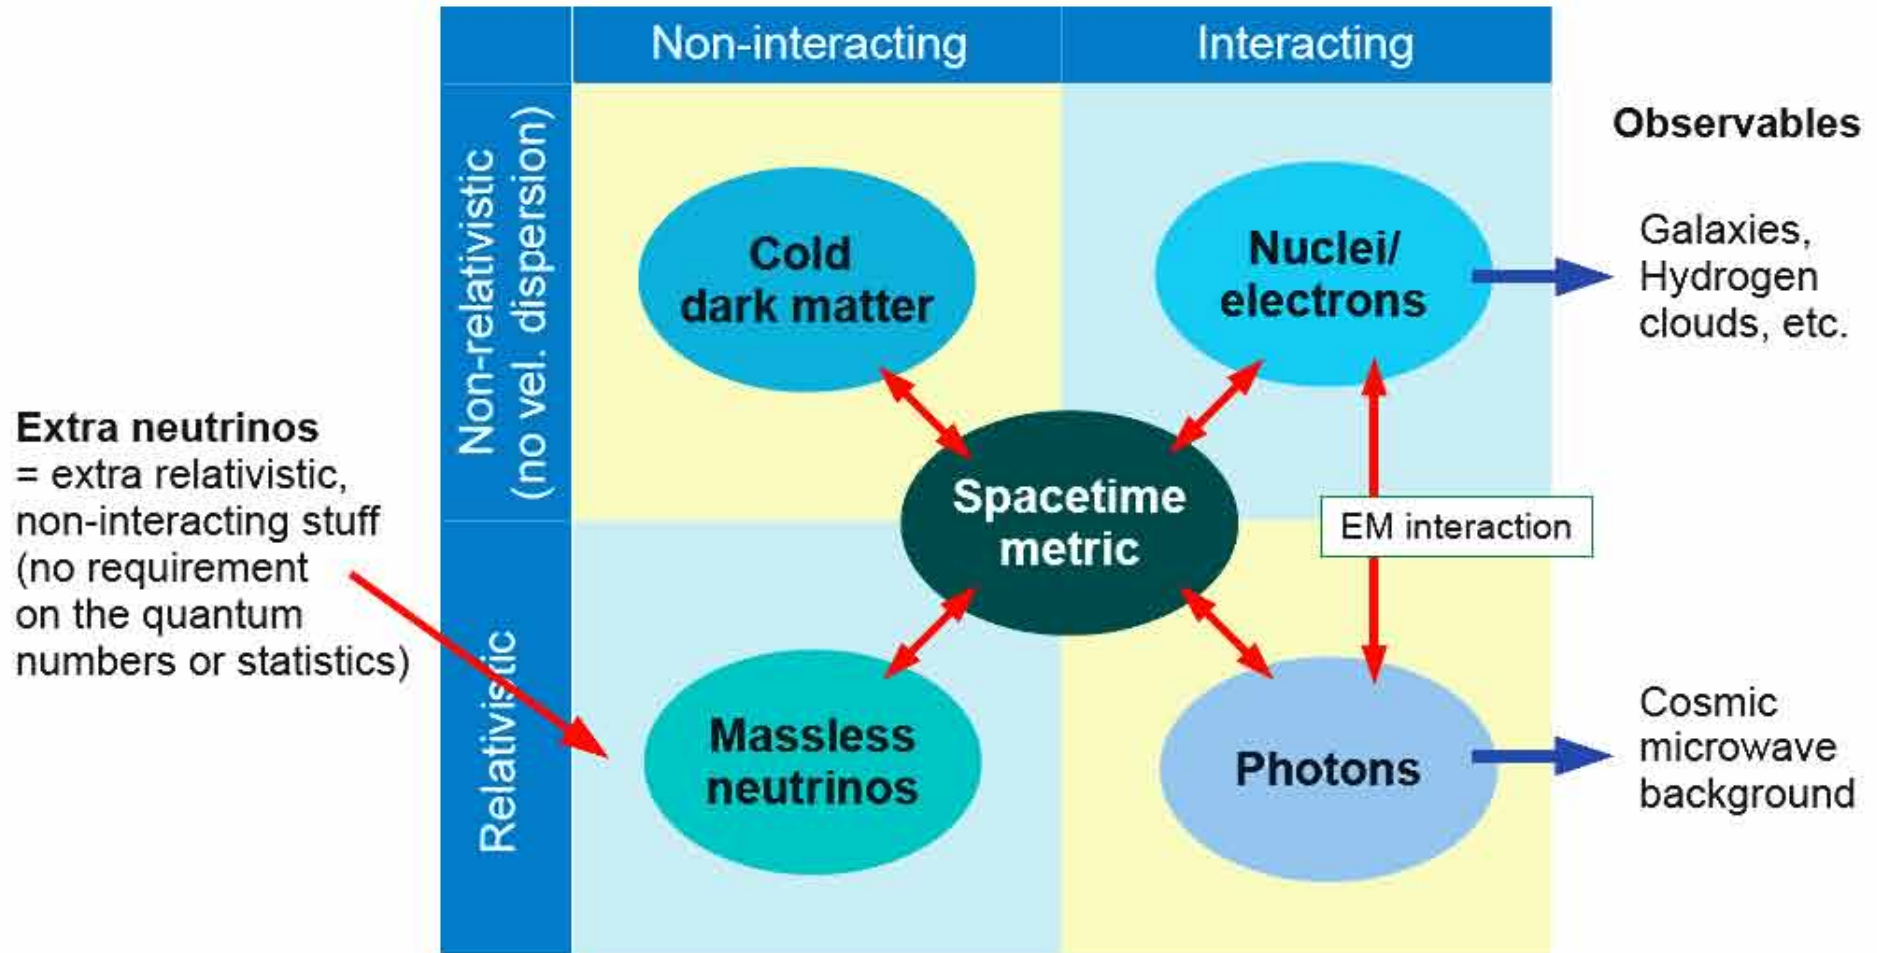 Non-interacting
Interacting
Non-relativistic
(no vel. dispersion)
Relativistic
Cold
dark matter
Nuclei/
electrons
Spacetime
metric
EM interaction
Massless
neutrinos
Photons
Extra neutrinos
= extra relativistic,
non-interacting stuff
(no requirement
on the quantum
numbers or statistics)
Observables
Galaxies,
Hydrogen
clouds, etc.
Cosmic
microwave
background